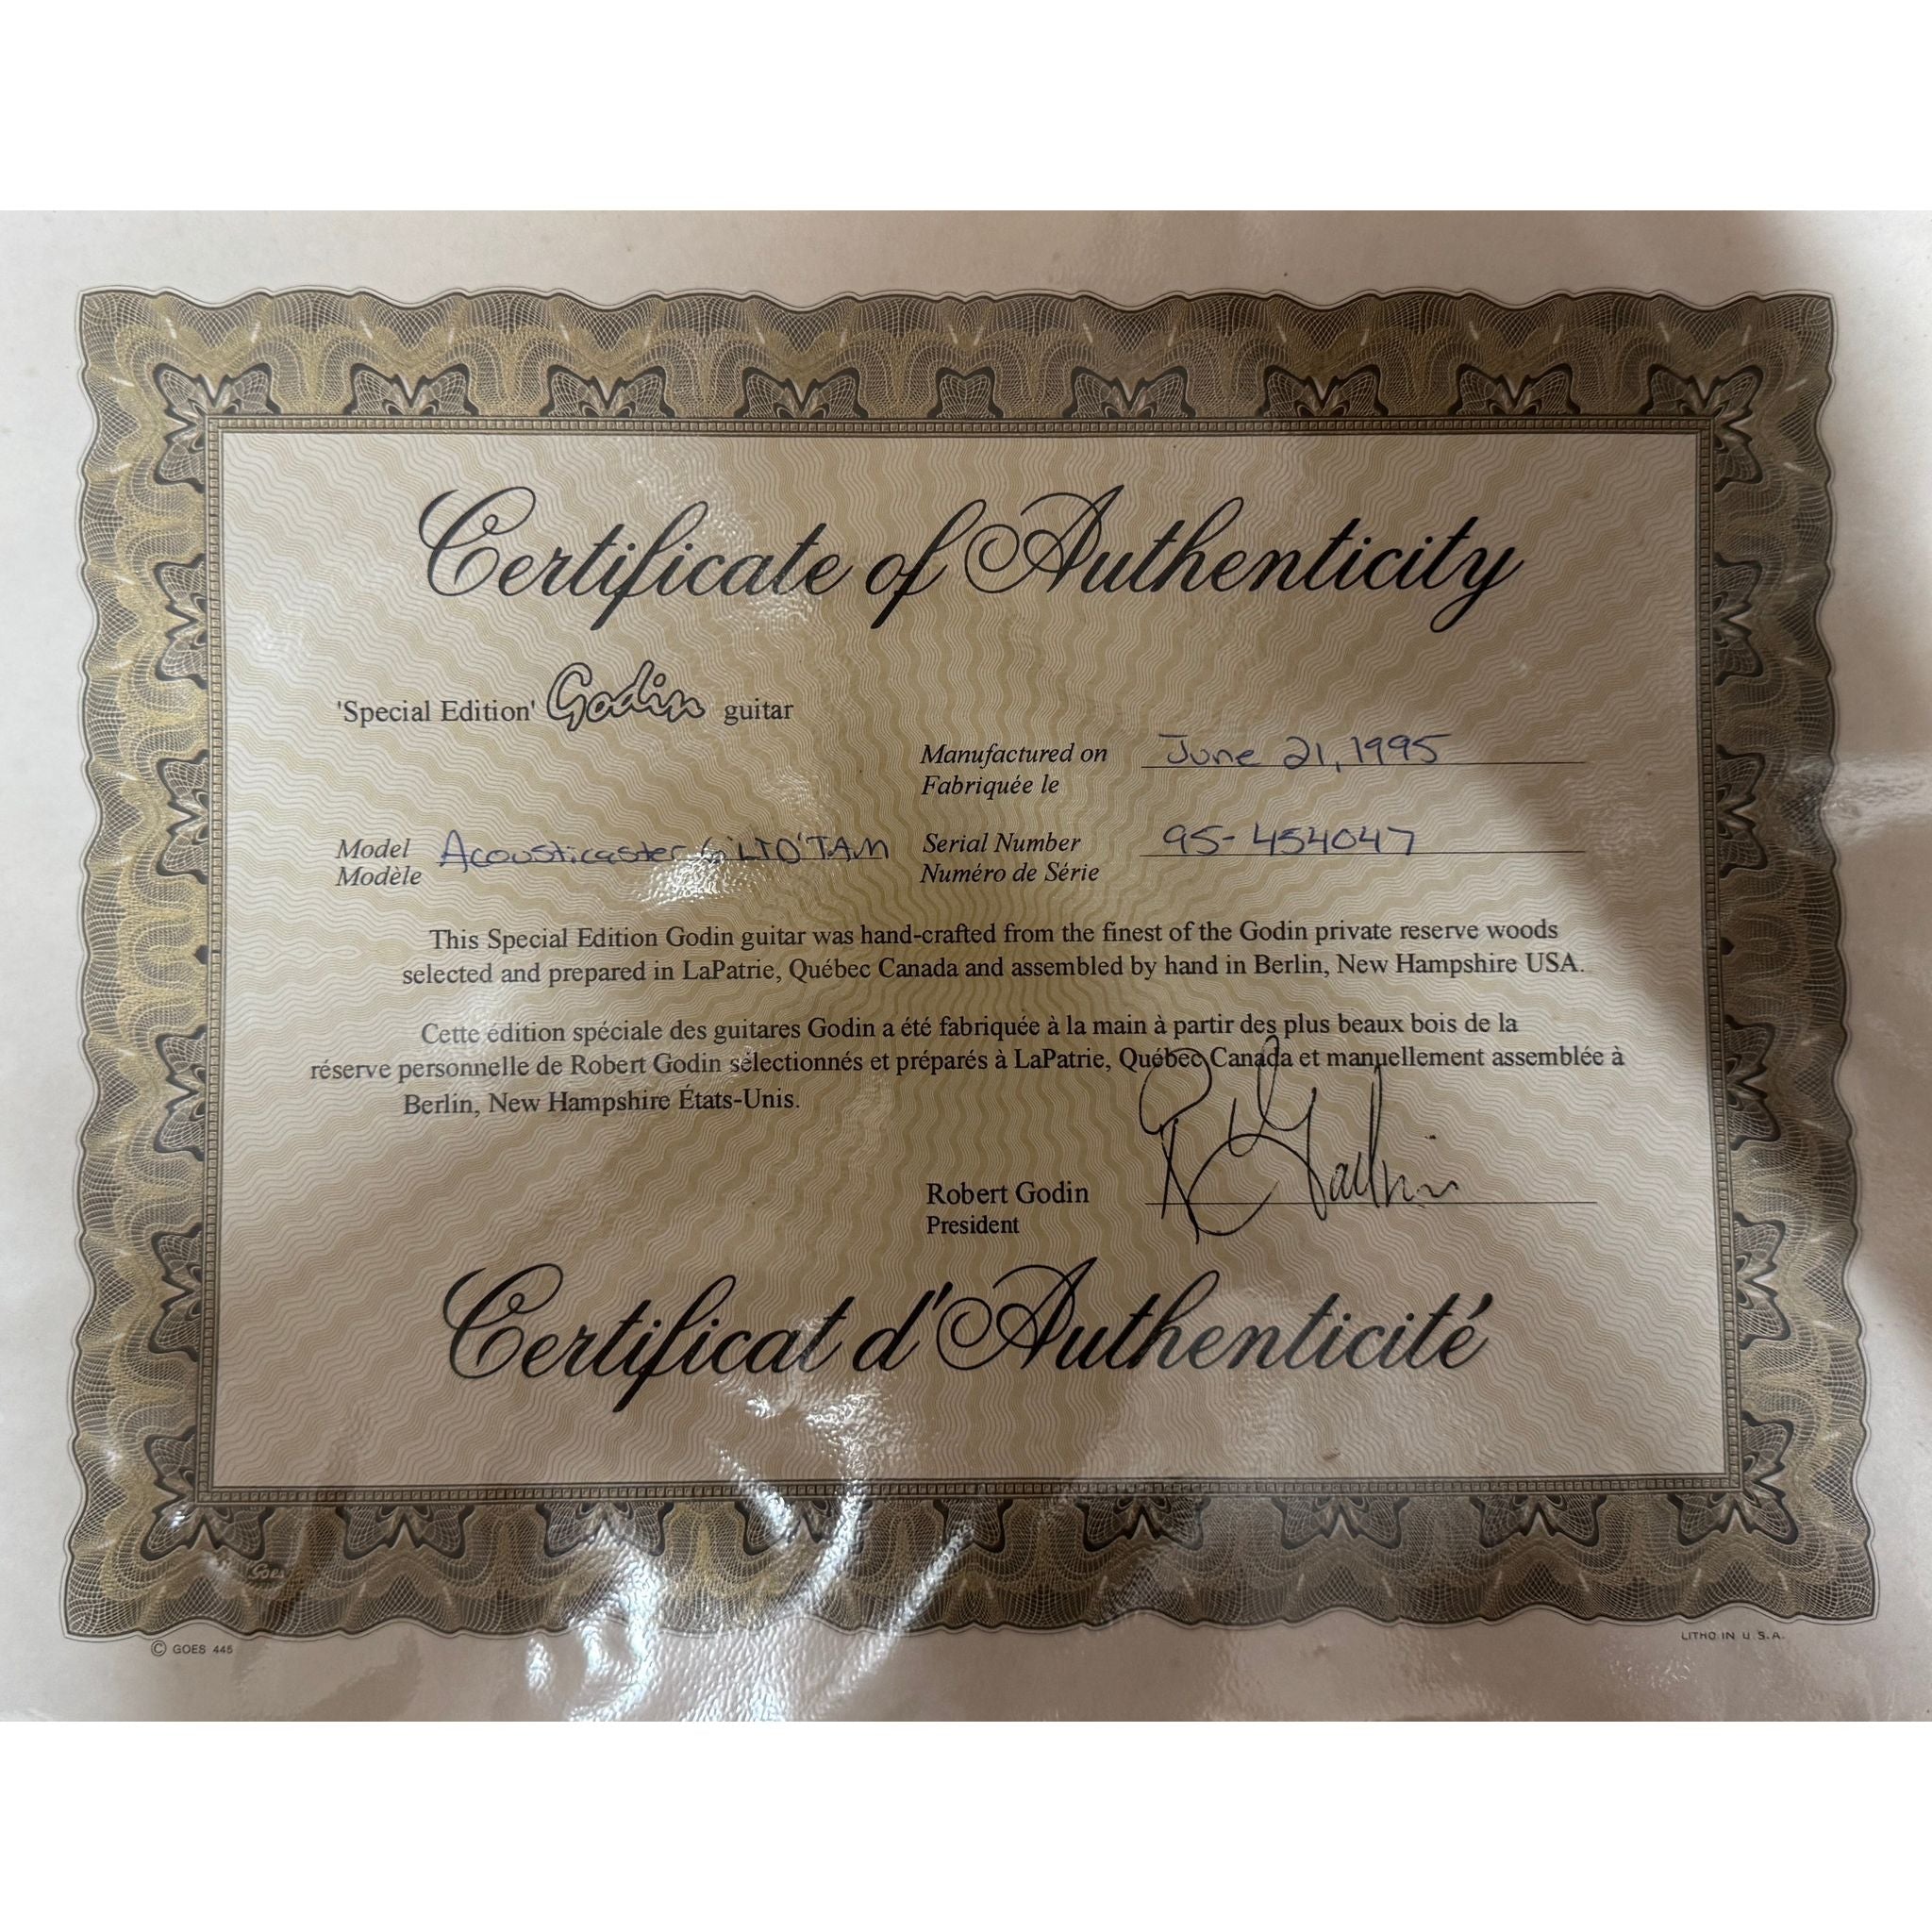 Certificate of Authenticity
'Special Edition' Godin guitar
Manufactured on June 21, 1995
Fabriquée le
Model Acousticaster LTD TAM
Modèle
Serial Number 95-454047
Numéro de Série
This Special Edition Godin guitar was hand-crafted from the finest of the Godin private reserve woods
selected and prepared in LaPatrie, Québec Canada and assembled by hand in Berlin, New Hampshire USA.
Cette édition spéciale des guitares Godin a été fabriquée à la main à partir des plus beaux bois de la
réserve personnelle de Robert Godin sélectionnés et préparés à LaPatrie, Québec Canada et manuellement assemblée à
Berlin, New Hampshire États-Unis.
Robert Godin
President
Certificat d'Authenticité
Goes
© GOES 445
LITHO IN U.S.A.